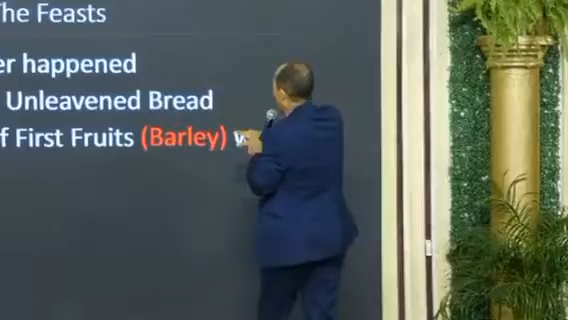 The Feasts
er happened
Unleavened Bread
f First Fruits (Barley)